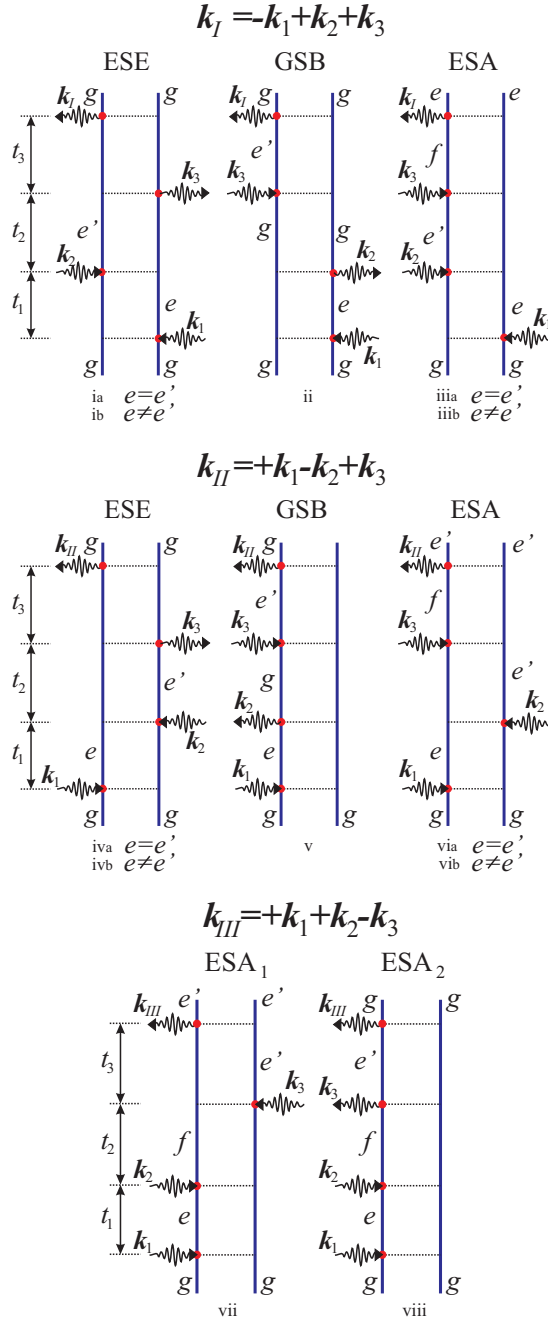 k_I =-k_1+k_2+k_3
ESE GSB ESA
k_I g g k_I g g k_I e e
t_3 e' f
k_3 k_3 k_3
t_2 e' g g e'
k_2 k_2 k_2
t_1 e e e
k_1 k_1 k_1
g g g g g g
ia e=e' ii iiia e=e'
ib e≠e' iiib e≠e'
k_II =+k_1-k_2+k_3
ESE GSB ESA
k_II g g k_II g k_II e' e'
t_3 e' f
k_3 k_3 k_3
t_2 e' g e'
k_2 k_2 k_2
t_1 e e e
k_1 k_1 k_1
g g g g g g
iva e=e' v via e=e'
ivb e≠e' vib e≠e'
k_III =+k_1+k_2-k_3
ESA_1 ESA_2
k_III e' e' k_III g g
t_3 e' e'
k_3 k_3
t_2 f f
k_2 k_2
t_1 e e
k_1 k_1
g g g g
vii viii